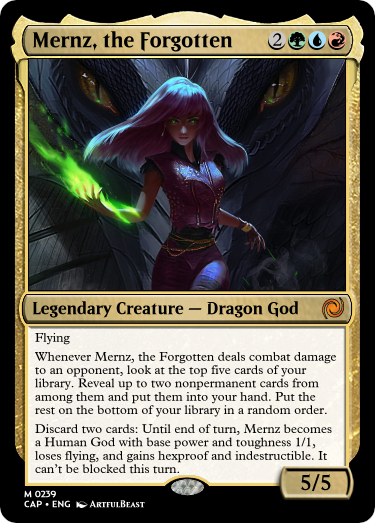 Mernz, the Forgotten 2
Legendary Creature — Dragon God
Flying
Whenever Mernz, the Forgotten deals combat damage
to an opponent, look at the top five cards of your
library. Reveal up to two nonpermanent cards from
among them and put them into your hand. Put the
rest on the bottom of your library in a random order.
Discard two cards: Until end of turn, Mernz becomes
a Human God with base power and toughness 1/1,
loses flying, and gains hexproof and indestructible. It
can't be blocked this turn.
5/5
M 0239
CAP • ENG ArtfulBeast